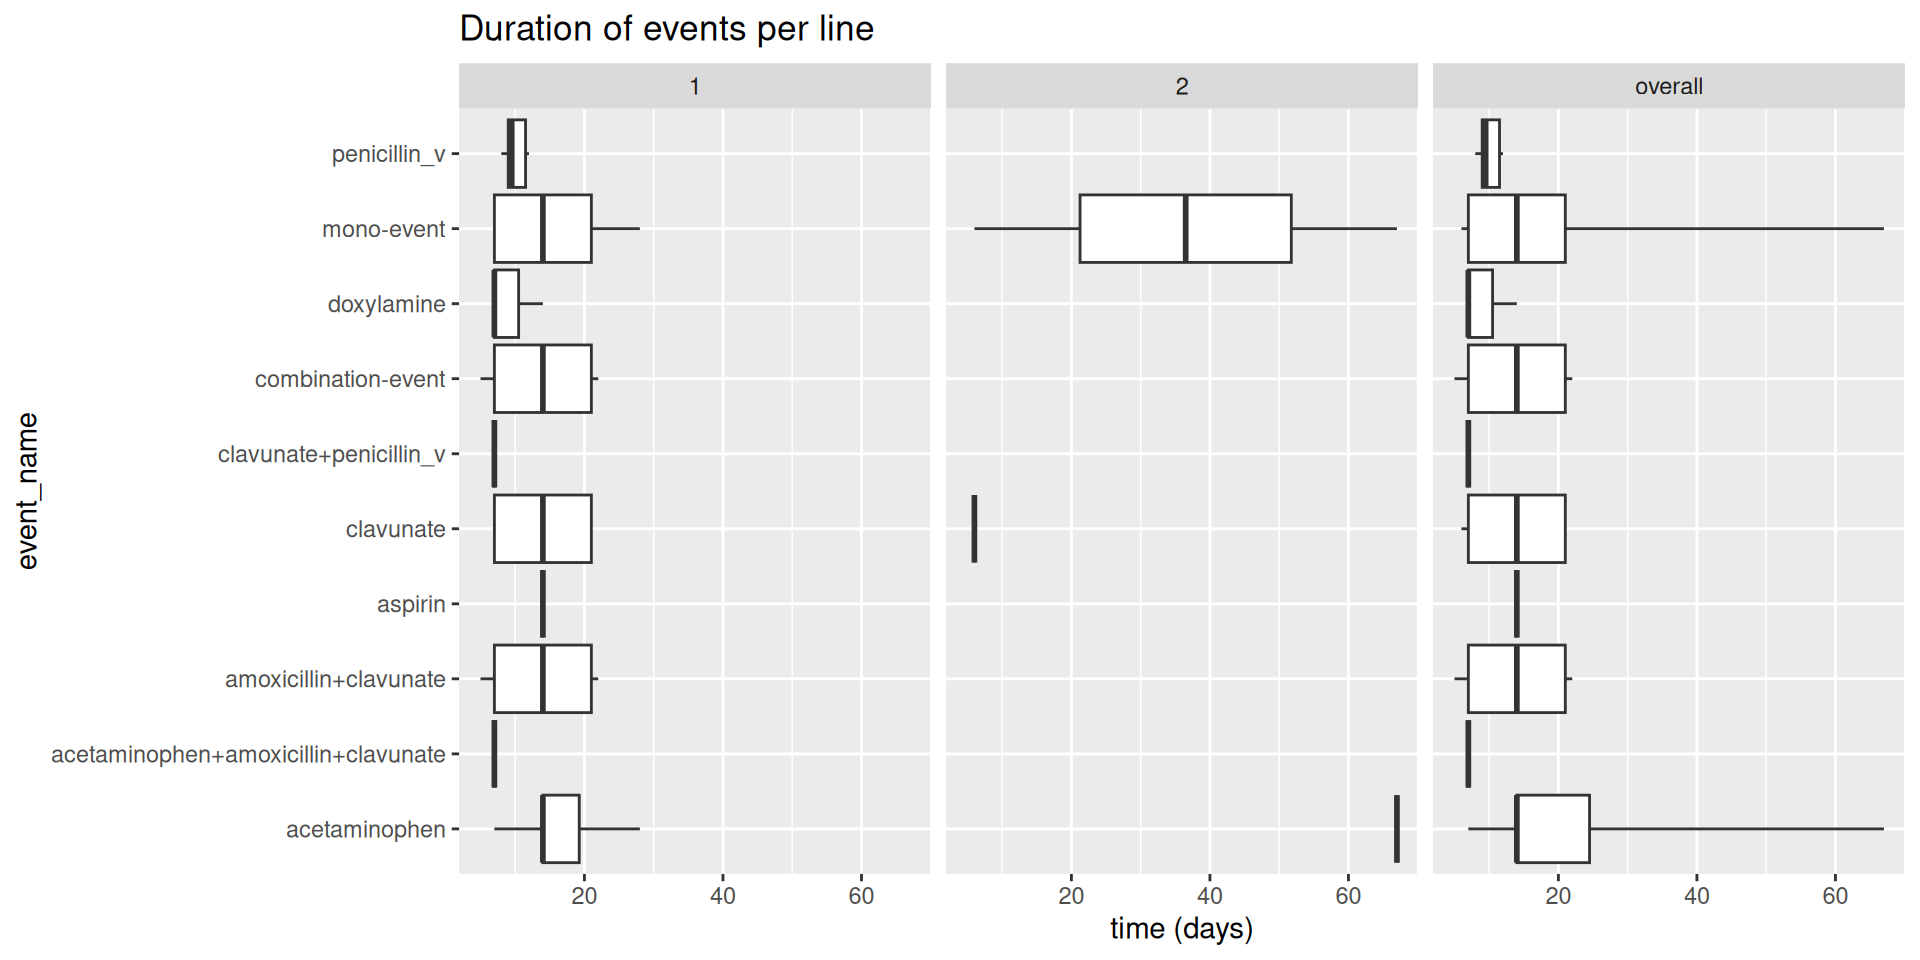 Duration of events per line
1 2 overall
penicillin_v
mono-event
doxylamine
combination-event
clavunate+penicillin_v
clavunate
aspirin
amoxicillin+clavunate
acetaminophen+amoxicillin+clavunate
acetaminophen
event_name
20 40 60 20 40 60 20 40 60
time (days)